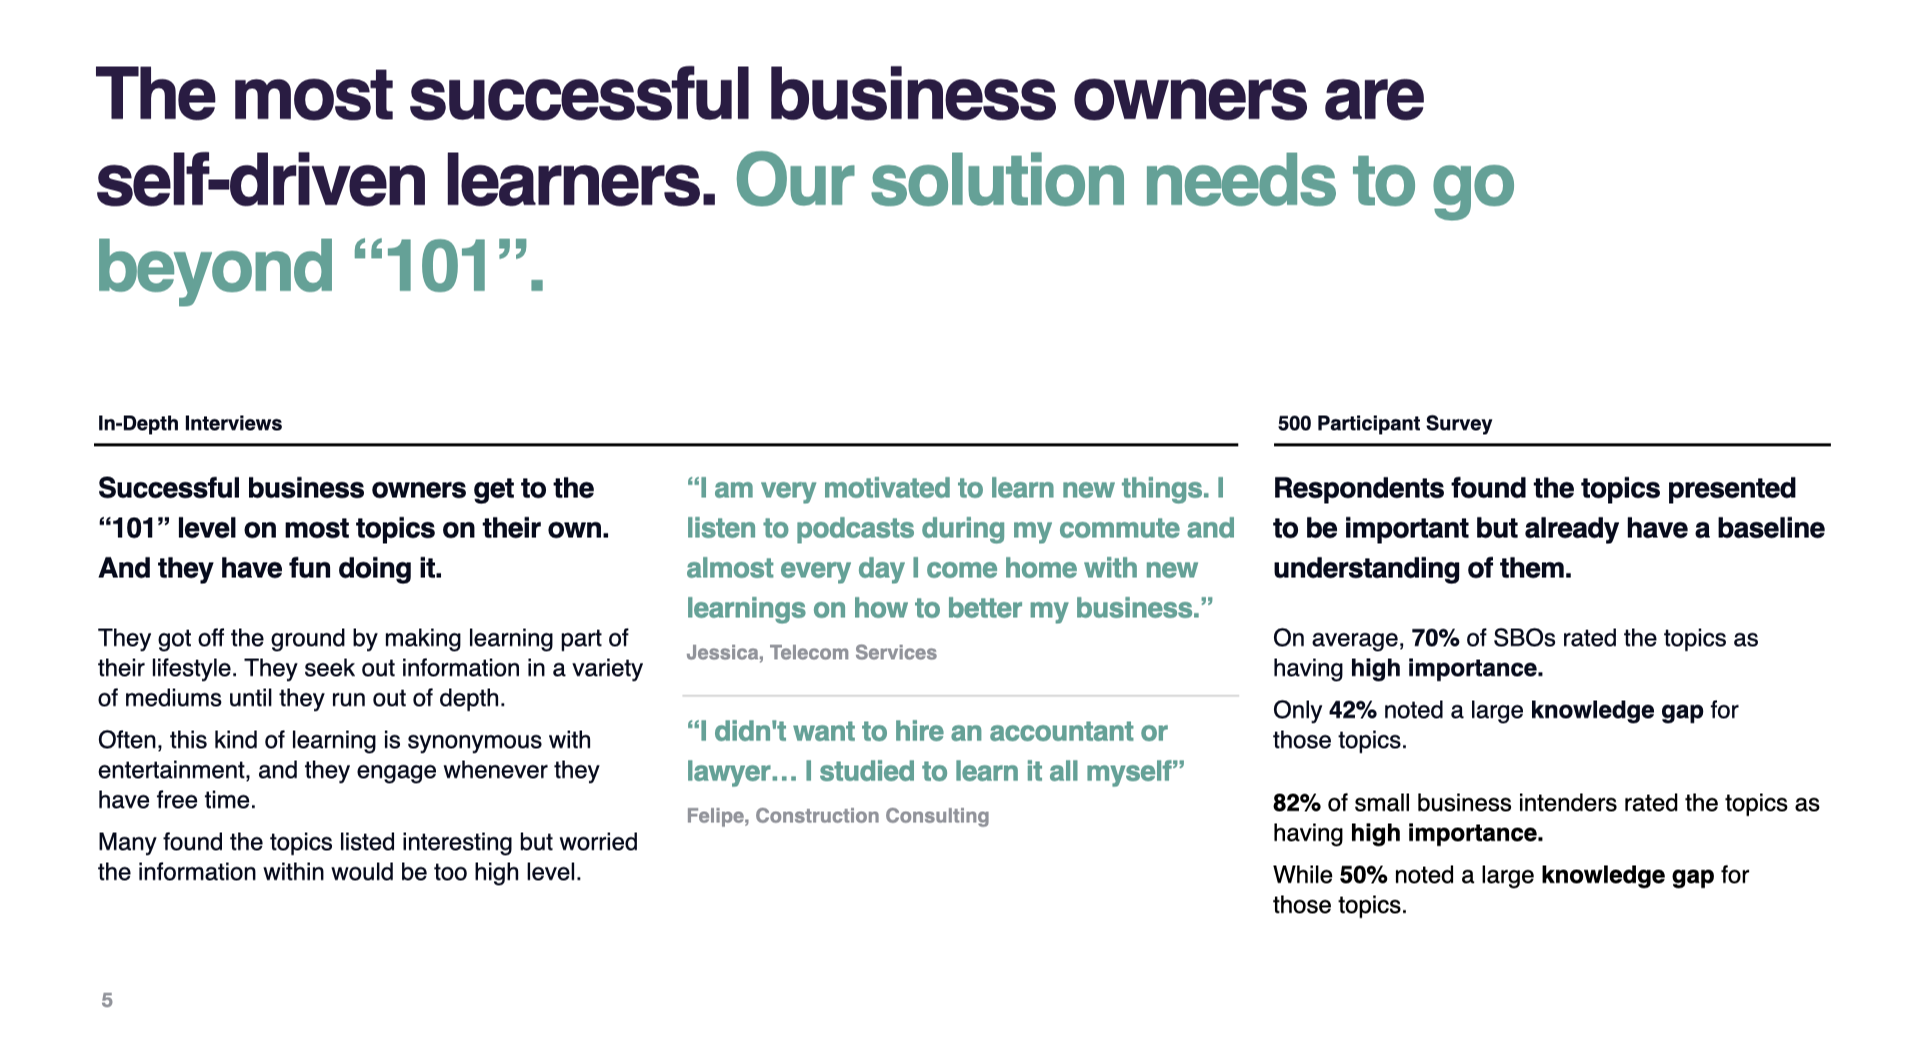 The most successful business owners are
self-driven learners. Our solution needs to go
beyond “101”.
In-Depth Interviews
Successful business owners get to the
“101” level on most topics on their own.
And they have fun doing it.
They got off the ground by making learning part of
their lifestyle. They seek out information in a variety
of mediums until they run out of depth.
Often, this kind of learning is synonymous with
entertainment, and they engage whenever they
have free time.
Many found the topics listed interesting but worried
the information within would be too high level.
“I am very motivated to learn new things. I
listen to podcasts during my commute and
almost every day I come home with new
learnings on how to better my business.”
Jessica, Telecom Services
“I didn't want to hire an accountant or
lawyer… I studied to learn it all myself”
Felipe, Construction Consulting
500 Participant Survey
Respondents found the topics presented
to be important but already have a baseline
understanding of them.
On average, 70% of SBOs rated the topics as
having high importance.
Only 42% noted a large knowledge gap for
those topics.
82% of small business intenders rated the topics as
having high importance.
While 50% noted a large knowledge gap for
those topics.
5